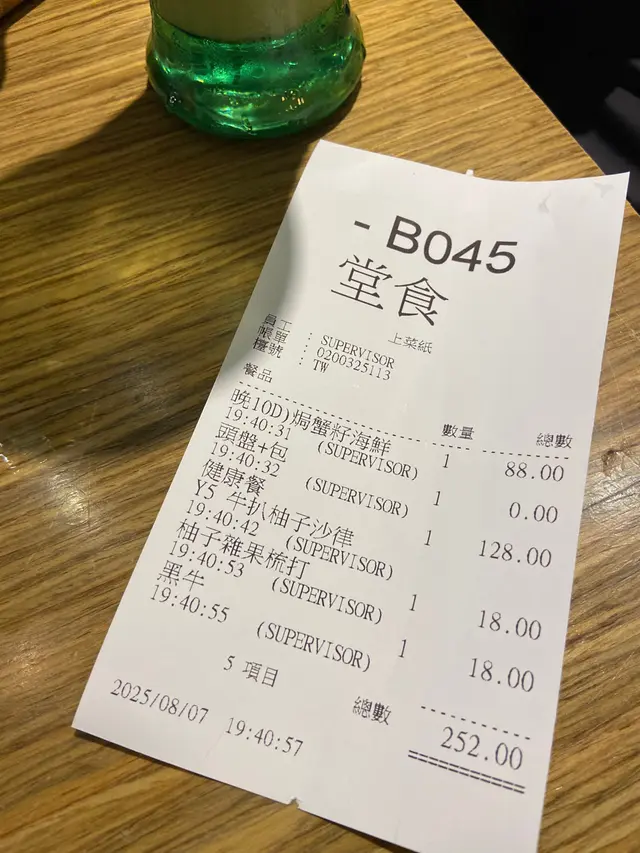 - B045
堂食
上菜紙
員工 : SUPERVISOR
帳單 : 0200325113
檯號 : TW
餐品 數量 總數
晚10D)焗蟹籽海鮮 1 88.00
19:40:31 (SUPERVISOR)
頭盤+包 1 0.00
19:40:32 (SUPERVISOR)
健康餐 1 128.00
Y5 牛扒柚子沙律
19:40:42 (SUPERVISOR)
柚子雜果梳打 1 18.00
19:40:53 (SUPERVISOR)
黑牛 1 18.00
19:40:55 (SUPERVISOR)
5 項目
總數 252.00
2025/08/07 19:40:57